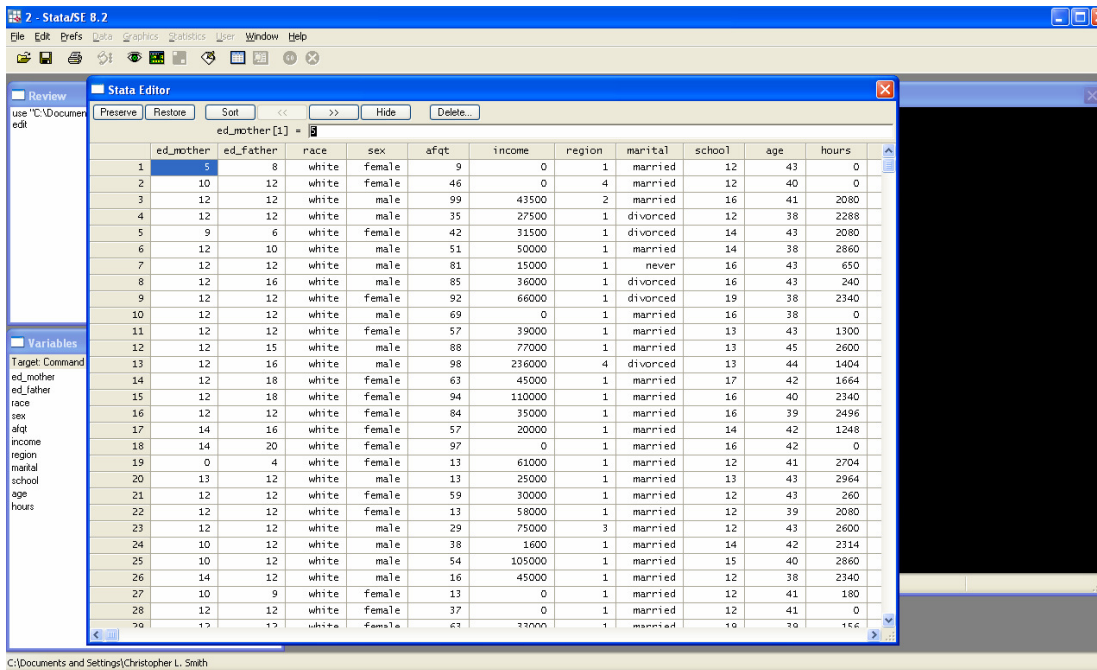 2 - Stata/SE 8.2
File Edit Prefs Data Graphics Statistics User Window Help
Review
use "C:\Documen
edit
Stata Editor
Preserve Restore Sort << >> Hide Delete...
ed_mother[1] = 5
ed_mother ed_father race sex afqt income region marital school age hours
1 5 8 white female 9 0 1 married 12 43 0
2 10 12 white female 46 0 4 married 12 40 0
3 12 12 white male 99 43500 2 married 16 41 2080
4 12 12 white male 35 27500 1 divorced 12 38 2288
5 9 6 white female 42 31500 1 divorced 14 43 2080
6 12 10 white male 51 50000 1 married 14 38 2860
7 12 12 white male 81 15000 1 never 16 43 650
8 12 16 white male 85 36000 1 divorced 16 43 240
9 12 12 white female 92 66000 1 divorced 19 38 2340
10 12 12 white male 69 0 1 married 16 38 0
11 12 12 white female 57 39000 1 married 13 43 1300
12 12 15 white male 88 77000 1 married 13 45 2600
13 12 16 white male 98 236000 4 divorced 13 44 1404
14 12 18 white female 63 45000 1 married 17 42 1664
15 12 18 white female 94 110000 1 married 16 40 2340
16 12 12 white female 84 35000 1 married 16 39 2496
17 14 16 white female 57 20000 1 married 14 42 1248
18 14 20 white female 97 0 1 married 16 42 0
19 0 4 white female 13 61000 1 married 12 41 2704
20 13 12 white male 13 25000 1 married 13 43 2964
21 12 12 white female 59 30000 1 married 12 43 260
22 12 12 white female 13 58000 1 married 12 39 2080
23 12 12 white male 29 75000 3 married 12 43 2600
24 10 12 white male 38 1600 1 married 14 42 2314
25 10 12 white male 54 105000 1 married 15 40 2860
26 14 12 white male 16 45000 1 married 12 38 2340
27 10 9 white female 13 0 1 married 12 41 180
28 12 12 white female 37 0 1 married 12 41 0
29 12 12 white female 63 33000 1 married 19 39 156
Variables
Target: Command
ed_mother
ed_father
race
sex
afqt
income
region
marital
school
age
hours
C:\Documents and Settings\Christopher L. Smith